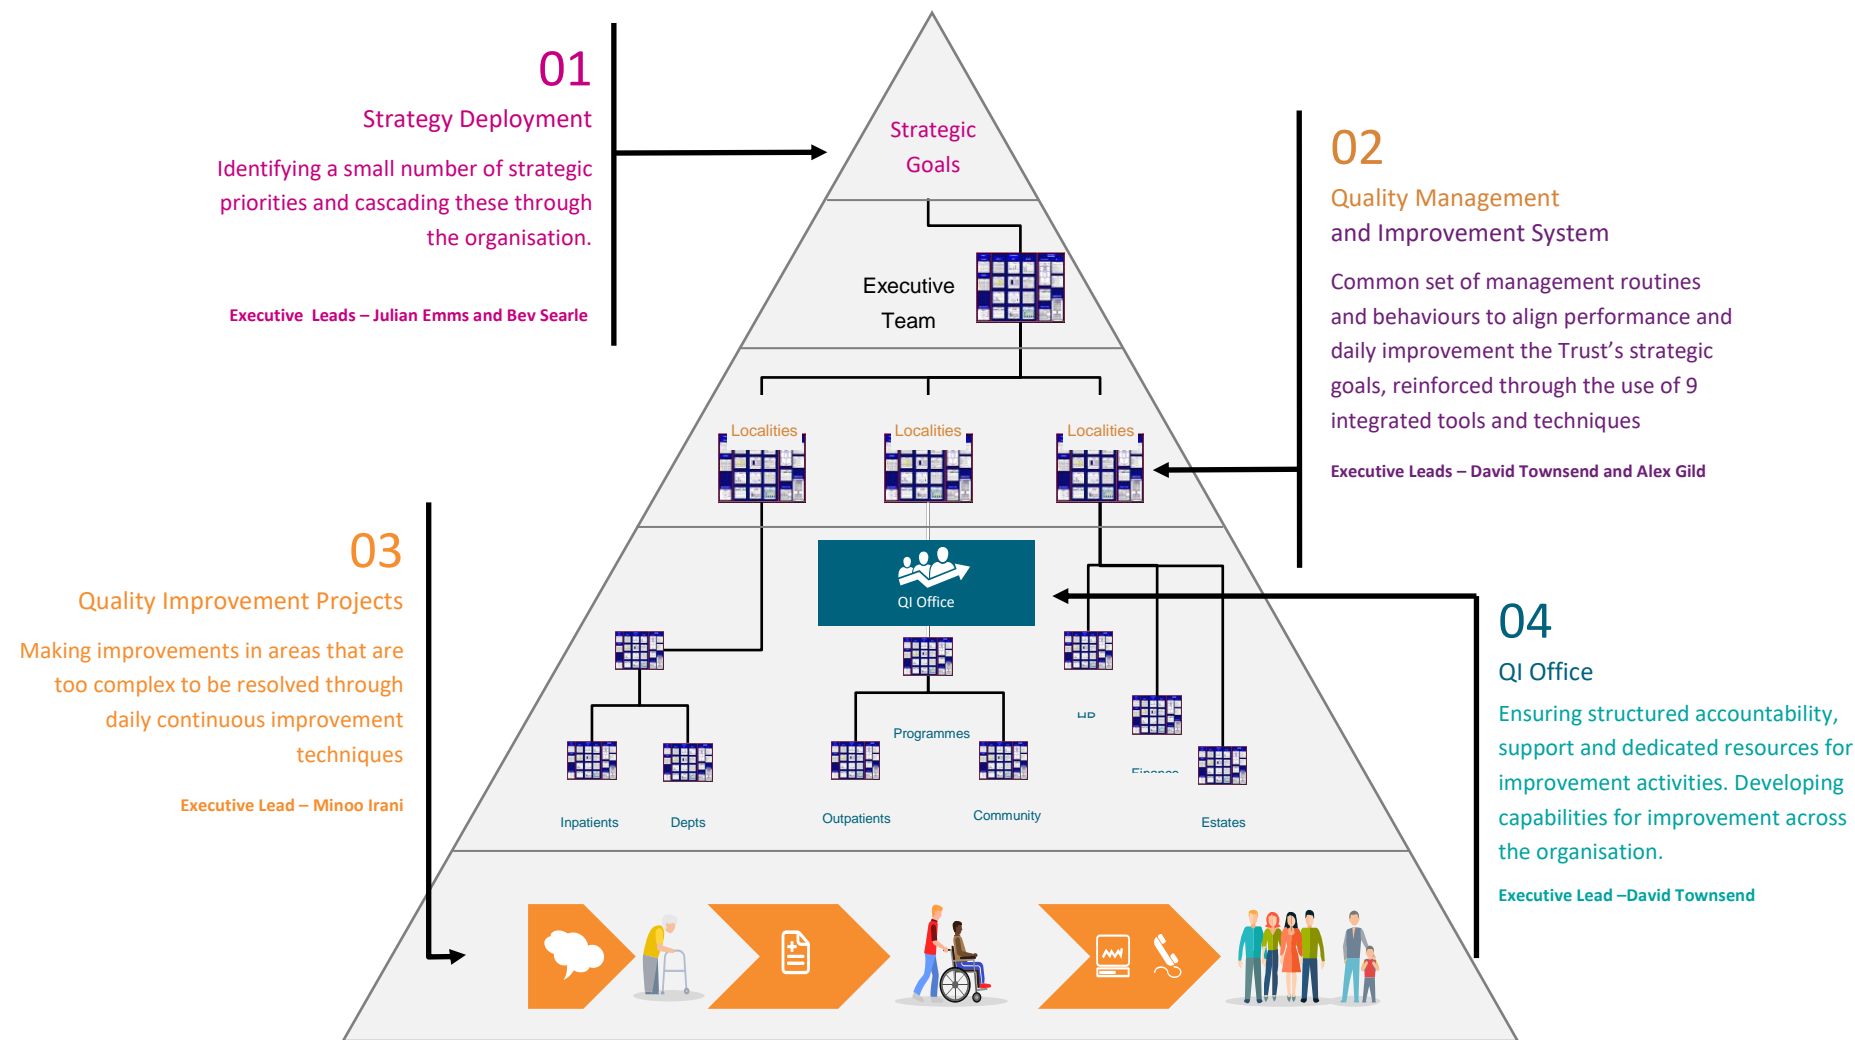 01
Strategy Deployment
Identifying a small number of strategic
priorities and cascading these through
the organisation.
Executive Leads – Julian Emms and Bev Searle
Strategic
Goals
02
Quality Management
and Improvement System
Common set of management routines
and behaviours to align performance and
daily improvement the Trust’s strategic
goals, reinforced through the use of 9
integrated tools and techniques
Executive Leads – David Townsend and Alex Gild
Executive
Team
Localities
Localities
Localities
03
Quality Improvement Projects
Making improvements in areas that are
too complex to be resolved through
daily continuous improvement
techniques
Executive Lead – Minoo Irani
QI Office
04
QI Office
Ensuring structured accountability,
support and dedicated resources for
improvement activities. Developing
capabilities for improvement across
the organisation.
Executive Lead –David Townsend
HR
Programmes
Finance
Inpatients
Depts
Outpatients
Community
Estates